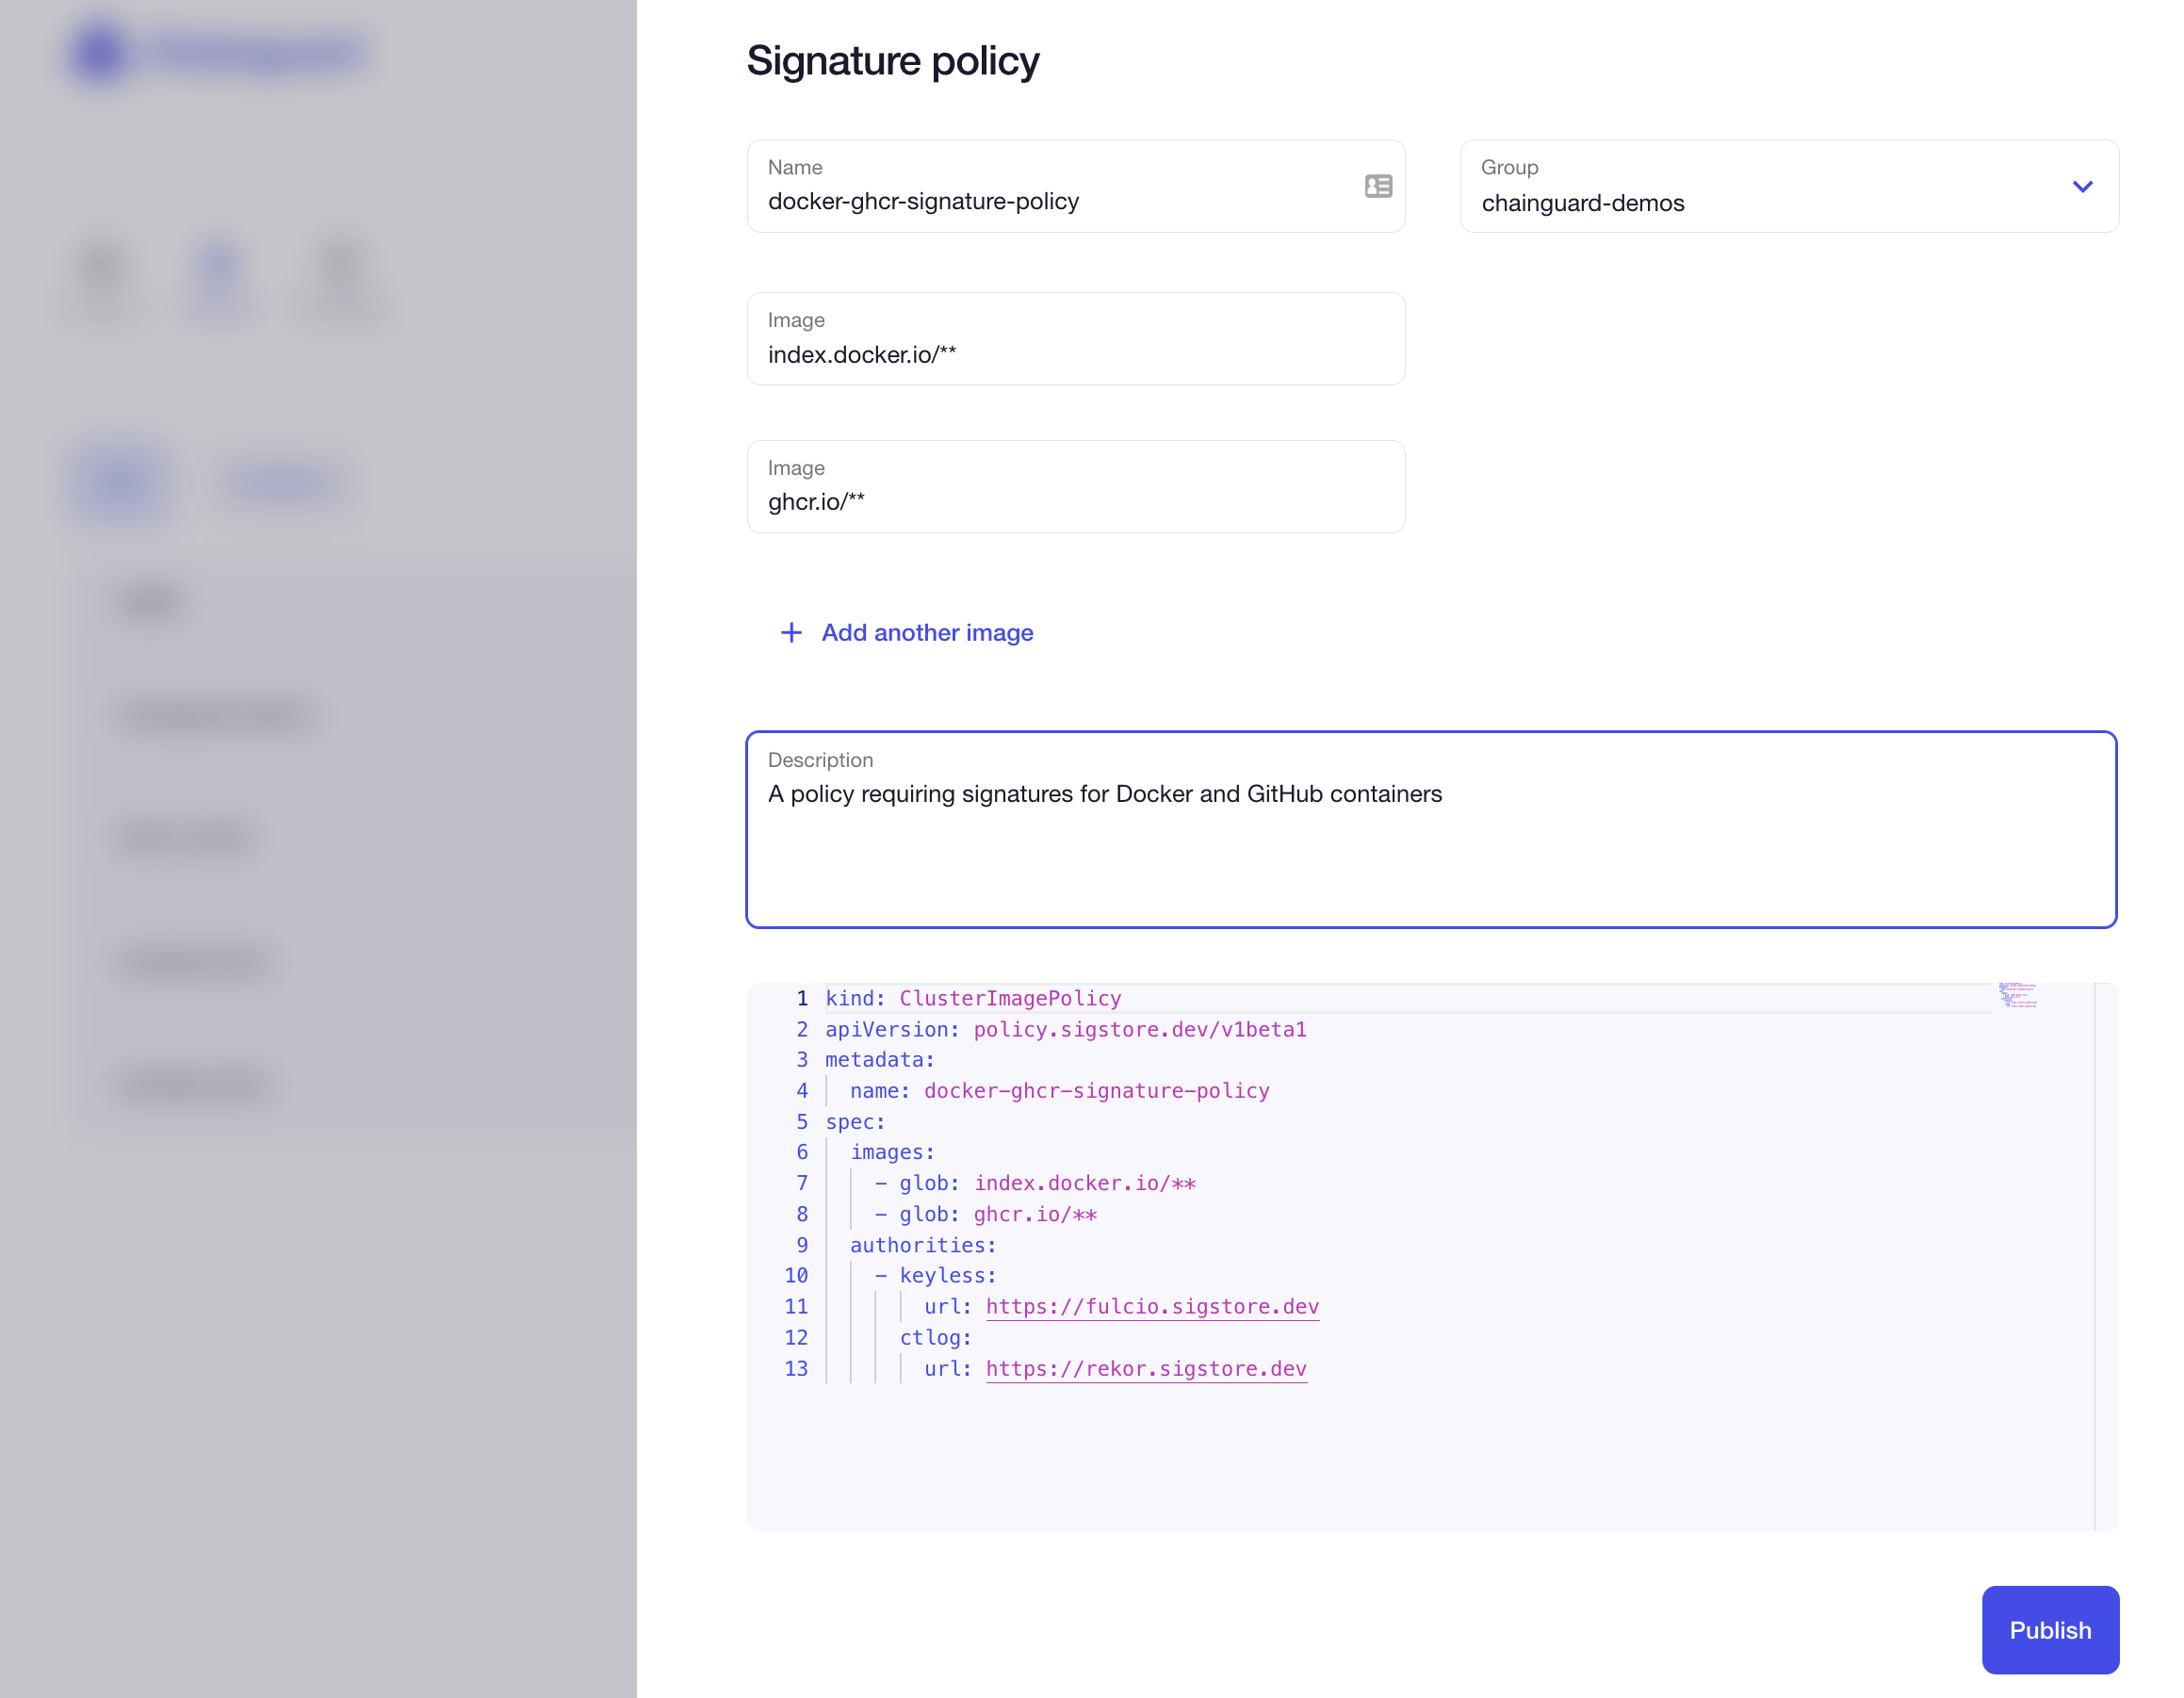 Signature policy
Name
docker-ghcr-signature-policy
Group
chainguard-demos
Image
index.docker.io/**
Image
ghcr.io/**
+ Add another image
Description
A policy requiring signatures for Docker and GitHub containers
1 kind: ClusterImagePolicy
2 apiVersion: policy.sigstore.dev/v1beta1
3 metadata:
4   name: docker-ghcr-signature-policy
5 spec:
6   images:
7     - glob: index.docker.io/**
8     - glob: ghcr.io/**
9   authorities:
10     - keyless:
11         url: https://fulcio.sigstore.dev
12       ctlog:
13         url: https://rekor.sigstore.dev
Publish